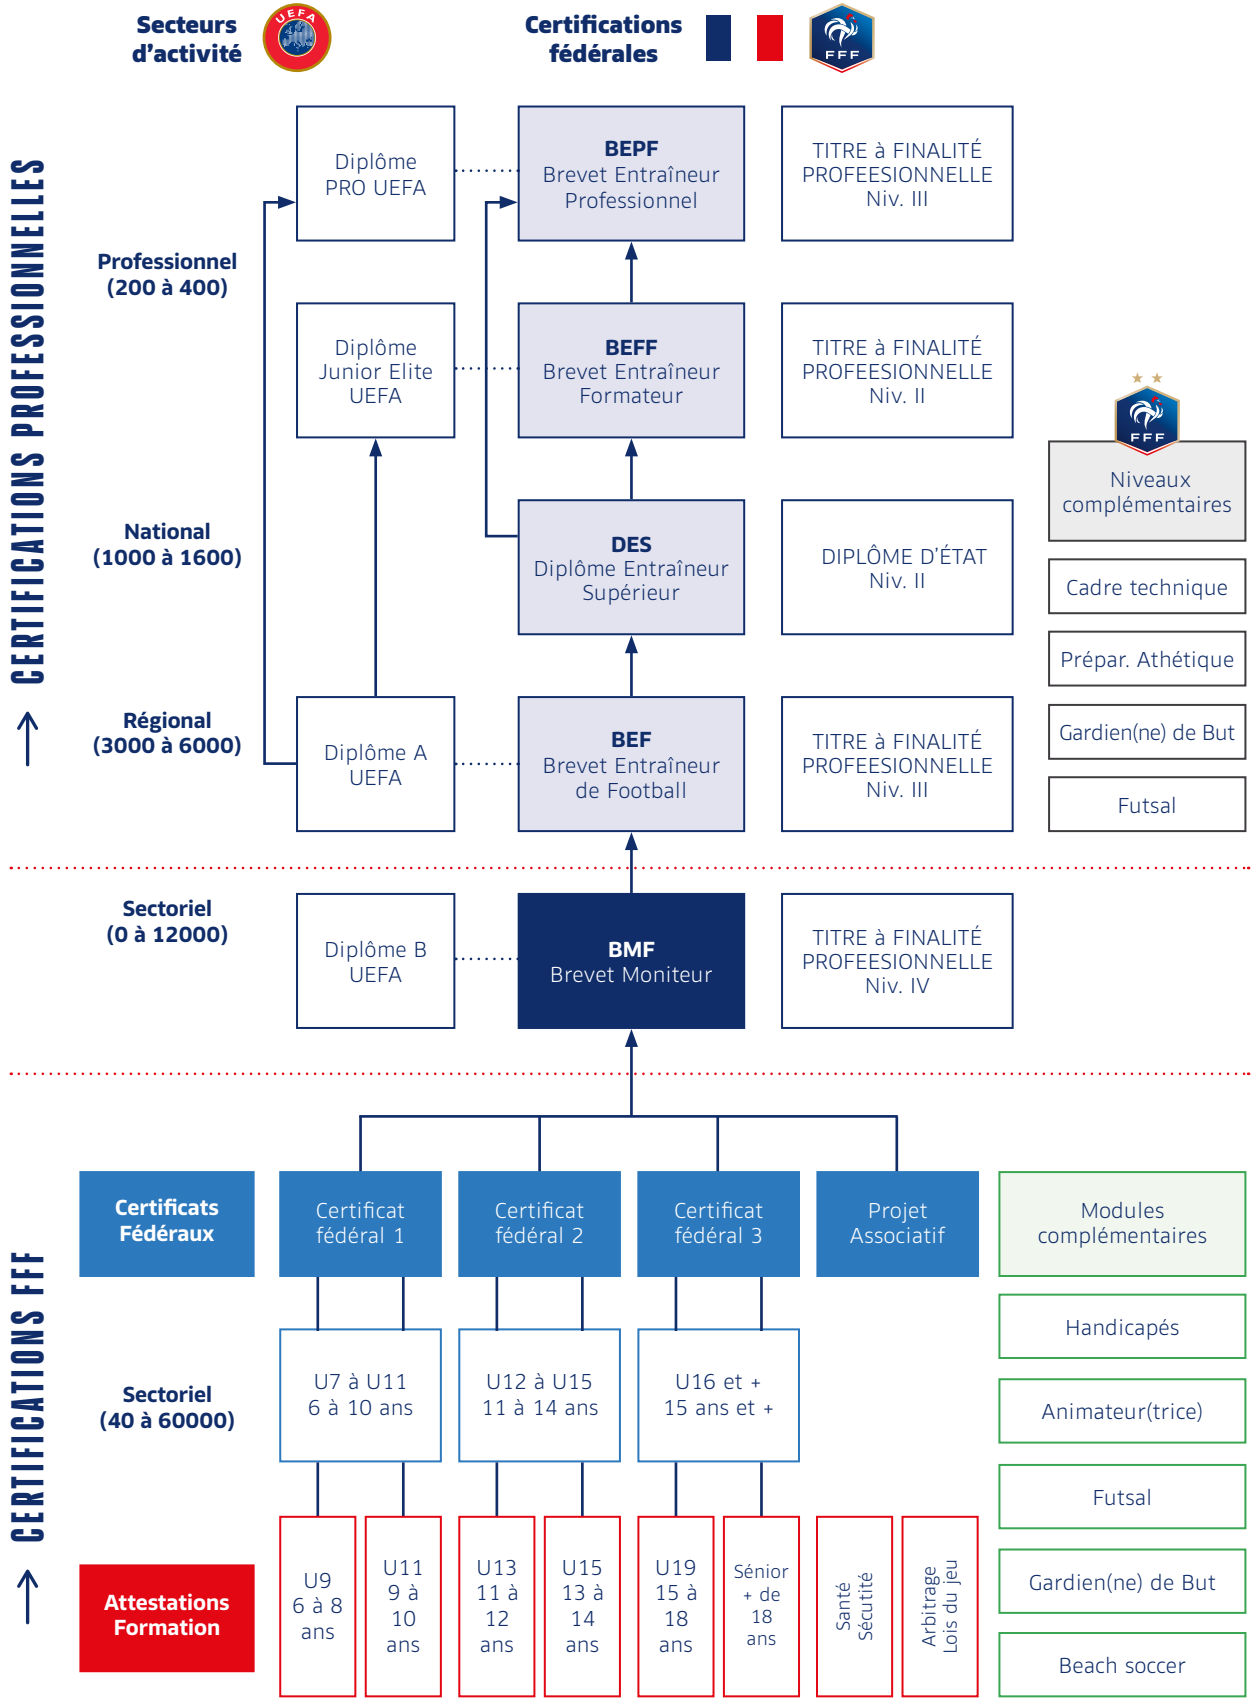 Secteurs
d'activité
UEFA
Certifications
fédérales
FFF
CERTIFICATIONS PROFESSIONNELLES
Diplôme
PRO UEFA
BEPF
Brevet Entraîneur
Professionnel
TITRE à FINALITÉ
PROFEESIONNELLE
Niv. III
Professionnel
(200 à 400)
Diplôme
Junior Elite
UEFA
BEFF
Brevet Entraîneur
Formateur
TITRE à FINALITÉ
PROFEESIONNELLE
Niv. II
FFF
Niveaux
complémentaires
National
(1000 à 1600)
DES
Diplôme Entraîneur
Supérieur
DIPLÔME D'ÉTAT
Niv. II
Cadre technique
Prépar. Athétique
Gardien(ne) de But
Futsal
Régional
(3000 à 6000)
Diplôme A
UEFA
BEF
Brevet Entraîneur
de Football
TITRE à FINALITÉ
PROFEESIONNELLE
Niv. III
Sectoriel
(0 à 12000)
Diplôme B
UEFA
BMF
Brevet Moniteur
TITRE à FINALITÉ
PROFEESIONNELLE
Niv. IV
CERTIFICATIONS FFF
Certificats
Fédéraux
Certificat
fédéral 1
Certificat
fédéral 2
Certificat
fédéral 3
Projet
Associatif
Modules
complémentaires
Sectoriel
(40 à 60000)
U7 à U11
6 à 10 ans
U12 à U15
11 à 14 ans
U16 et +
15 ans et +
Handicapés
Animateur(trice)
Futsal
Gardien(ne) de But
Beach soccer
Attestations
Formation
U9
6 à 8
ans
U11
9 à
10
ans
U13
11 à
12
ans
U15
13 à
14
ans
U19
15 à
18
ans
Sénior
+ de
18
ans
Santé
Sécutité
Arbitrage
Lois du jeu